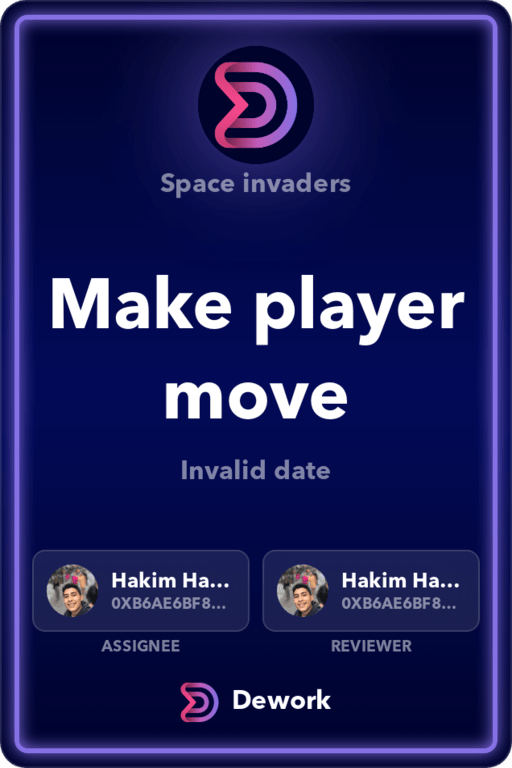 Space invaders
Make player
move
Invalid date
Hakim Ha...
0XB6AE6BF8...
ASSIGNEE
Hakim Ha...
0XB6AE6BF8...
REVIEWER
Dework